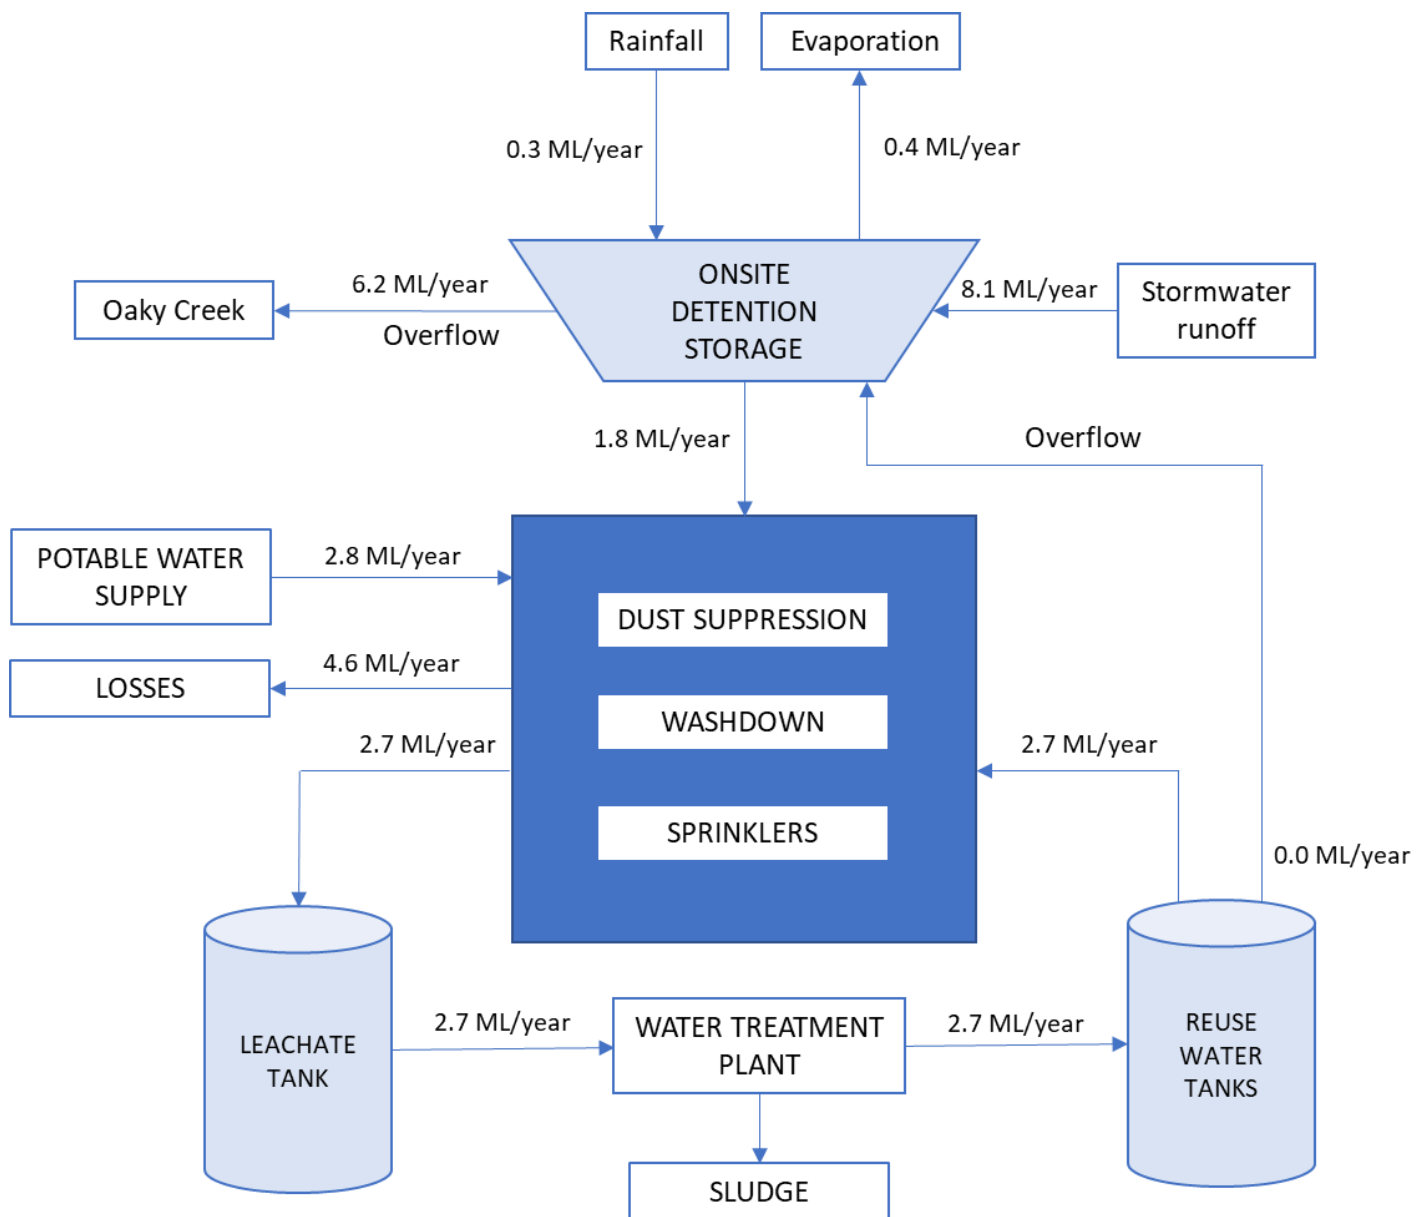 Rainfall
Evaporation
0.3 ML/year
0.4 ML/year
ONSITE
DETENTION
STORAGE
6.2 ML/year
Oaky Creek
Overflow
8.1 ML/year
Stormwater
runoff
1.8 ML/year
Overflow
POTABLE WATER
SUPPLY
2.8 ML/year
DUST SUPPRESSION
4.6 ML/year
LOSSES
WASHDOWN
2.7 ML/year
2.7 ML/year
SPRINKLERS
0.0 ML/year
LEACHATE
TANK
2.7 ML/year
WATER TREATMENT
PLANT
2.7 ML/year
REUSE
WATER
TANKS
SLUDGE